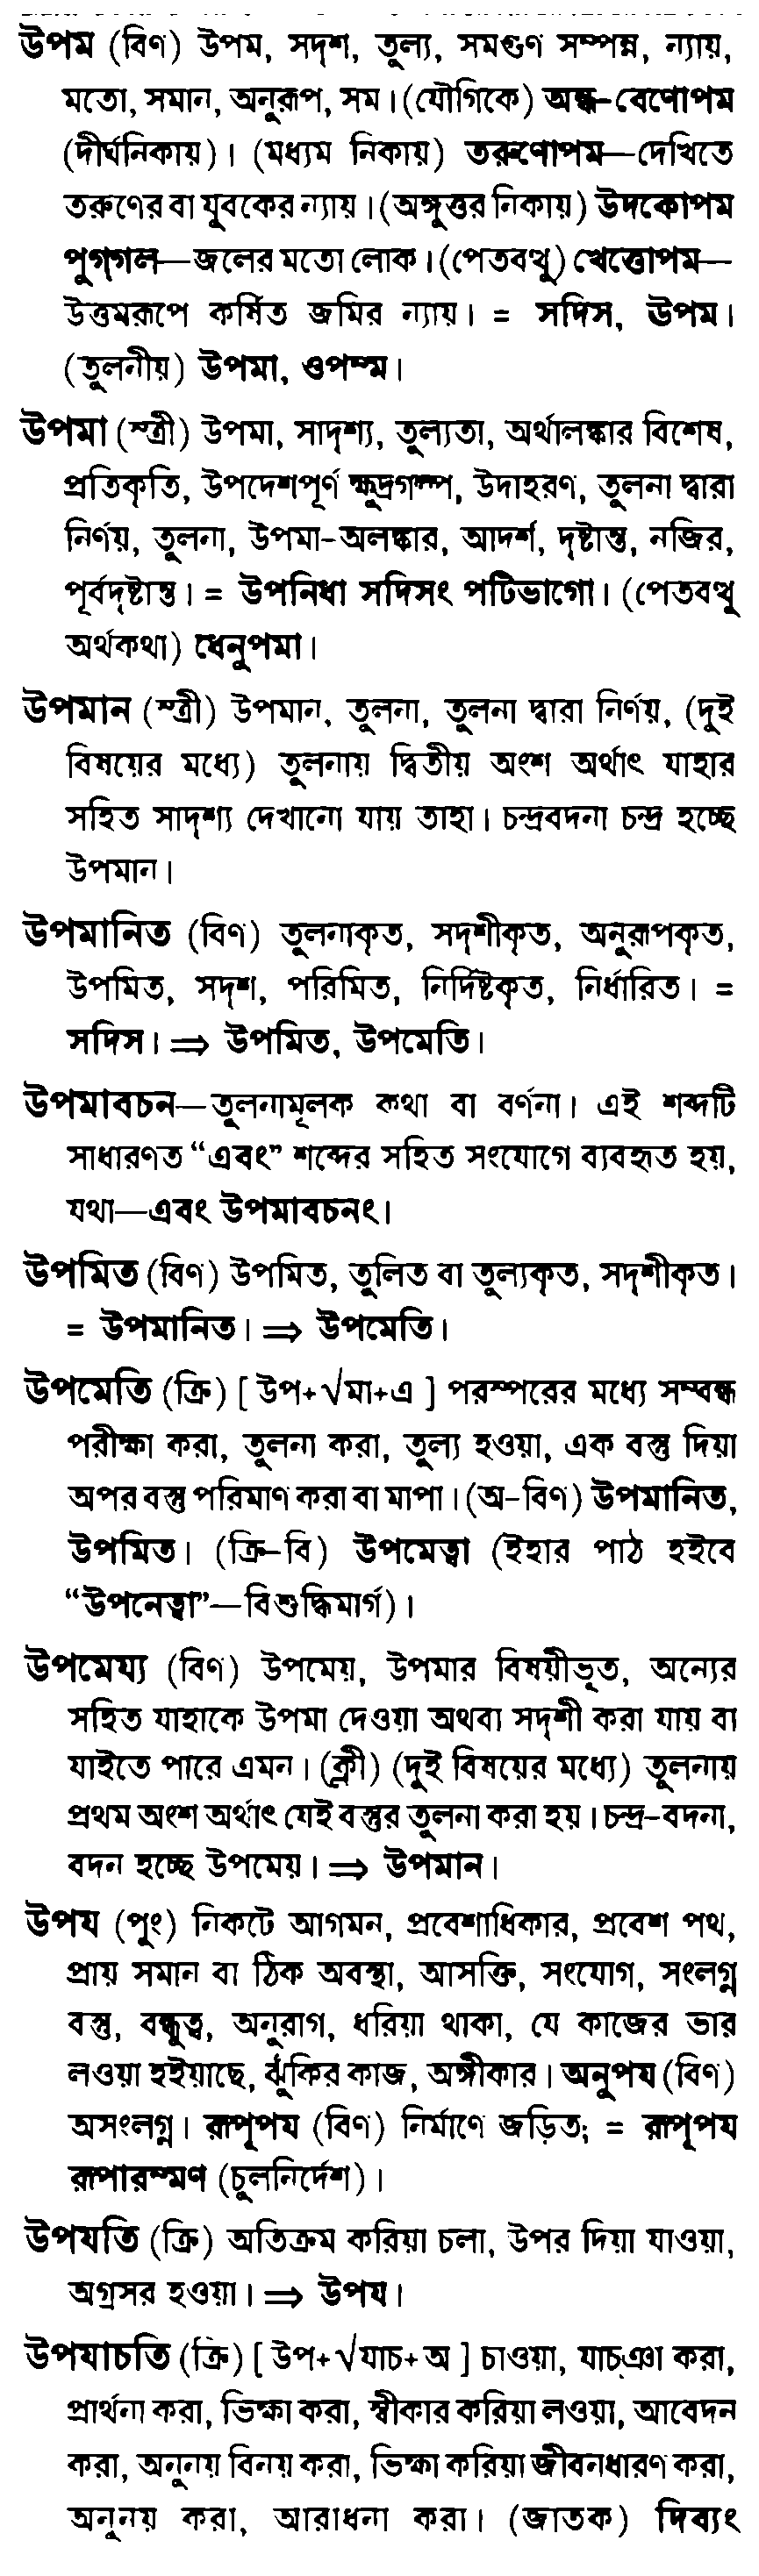 উপম (বিণ) উপম, সদৃশ, তুল্য, সমগুণ সম্পন্ন, ন্যায়,
মতো, সমান, অনুরূপ, সম। (যৌগিকে) অন্ধ-বেণোপম
(দীর্ঘনিকায়)। (মধ্যম নিকায়) তরুণোপম—দেখিতে
তরুণের বা যুবকের ন্যায়। (অঙ্গুত্তর নিকায়) উদকোপম
পুগ্গল—জলের মতো লোক। (পেতবত্থু) খেত্তোপম—
উত্তমরূপে কর্ষিত জমির ন্যায়। = সদিস, ঊপম।
(তুলনীয়) উপমা, ওপম্ম।
উপমা (স্ত্রী) উপমা, সাদৃশ্য, তুল্যতা, অর্থালঙ্কার বিশেষ,
প্রতিকৃতি, উপদেশপূর্ণ ক্ষুদ্রগল্প, উদাহরণ, তুলনা দ্বারা
নির্ণয়, তুলনা, উপমা-অলঙ্কার, আদর্শ, দৃষ্টান্ত, নজির,
পূর্বদৃষ্টান্ত। = উপনিধা সদিসং পটিভাগো। (পেতবত্থু
অর্থকথা) ধেনুপমা।
উপমান (স্ত্রী) উপমান, তুলনা, তুলনা দ্বারা নির্ণয়, (দুই
বিষয়ের মধ্যে) তুলনায় দ্বিতীয় অংশ অর্থাৎ যাহার
সহিত সাদৃশ্য দেখানো যায় তাহা। চন্দ্রবদনা চন্দ্র হচ্ছে
উপমান।
উপমানিত (বিণ) তুলনাকৃত, সদৃশীকৃত, অনুরূপকৃত,
উপমিত, সদৃশ, পরিমিত, নির্দিষ্টকৃত, নির্ধারিত। =
সদিস। ⇒ উপমিত, উপমেতি।
উপমাবচন—তুলনামূলক কথা বা বর্ণনা। এই শব্দটি
সাধারণত “এবং” শব্দের সহিত সংযোগে ব্যবহৃত হয়,
যথা—এবং উপমাবচনং।
উপমিত (বিণ) উপমিত, তুলিত বা তুল্যকৃত, সদৃশীকৃত।
= উপমানিত। ⇒ উপমেতি।
উপমেতি (ক্রি) [ উপ+√মা+এ ] পরস্পরের মধ্যে সম্বন্ধ
পরীক্ষা করা, তুলনা করা, তুল্য হওয়া, এক বস্তু দিয়া
অপর বস্তু পরিমাণ করা বা মাপা। (অ-বিণ) উপমানিত,
উপমিত। (ক্রি-বি) উপমেত্বা (ইহার পাঠ হইবে
“উপনেত্বা”—বিশুদ্ধিমার্গ)।
উপমেয্য (বিণ) উপমেয়, উপমার বিষয়ীভূত, অন্যের
সহিত যাহাকে উপমা দেওয়া অথবা সদৃশী করা যায় বা
যাইতে পারে এমন। (ক্লী) (দুই বিষয়ের মধ্যে) তুলনায়
প্রথম অংশ অর্থাৎ যেই বস্তুর তুলনা করা হয়। চন্দ্র-বদনা,
বদন হচ্ছে উপমেয়। ⇒ উপমান।
উপয (পুং) নিকটে আগমন, প্রবেশাধিকার, প্রবেশ পথ,
প্রায় সমান বা ঠিক অবস্থা, আসক্তি, সংযোগ, সংলগ্ন
বস্তু, বন্ধুত্ব, অনুরাগ, ধরিয়া থাকা, যে কাজের ভার
লওয়া হইয়াছে, ঝুঁকির কাজ, অঙ্গীকার। অনুপয (বিণ)
অসংলগ্ন। রূপূপয (বিণ) নির্মাণে জড়িত; = রূপূপয
রূপারম্মণ (চুলনির্দেশ)।
উপযতি (ক্রি) অতিক্রম করিয়া চলা, উপর দিয়া যাওয়া,
অগ্রসর হওয়া। ⇒ উপয।
উপযাচতি (ক্রি) [ উপ+√যাচ+অ ] চাওয়া, যাচ্ঞা করা,
প্রার্থনা করা, ভিক্ষা করা, স্বীকার করিয়া লওয়া, আবেদন
করা, অনুনয় বিনয় করা, ভিক্ষা করিয়া জীবনধারণ করা,
অনুনয় করা, আরাধনা করা। (জাতক) দিব্যং